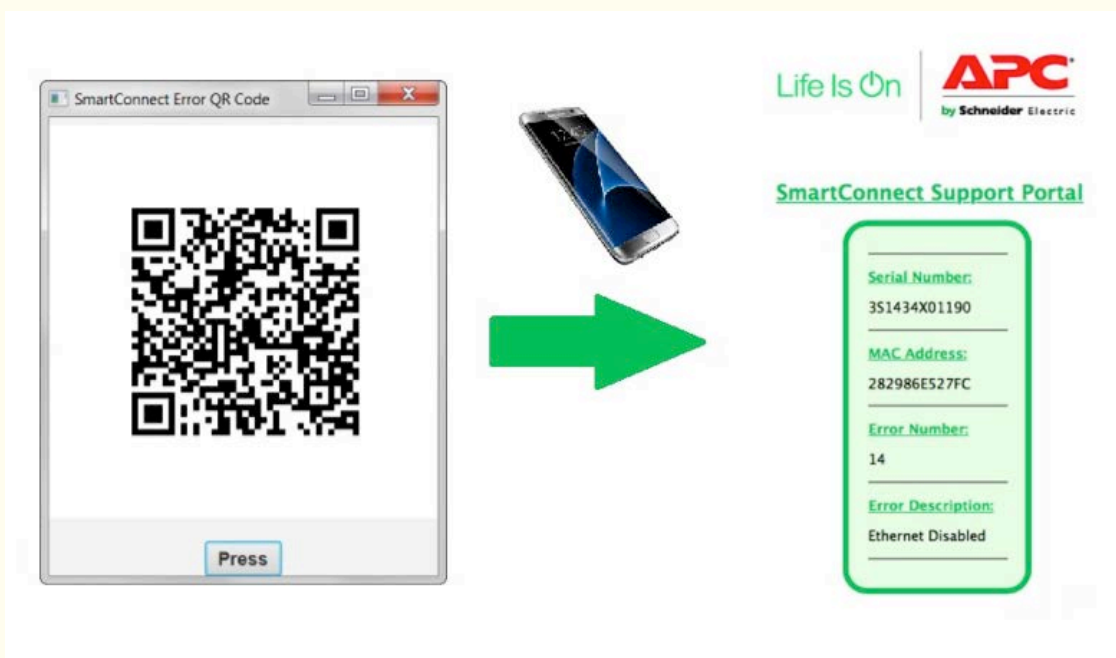 SmartConnect Error QR Code
Press
Life Is On
APC
by Schneider Electric
SmartConnect Support Portal
Serial Number:
3S1434X01190
MAC Address:
282986E527FC
Error Number:
14
Error Description:
Ethernet Disabled